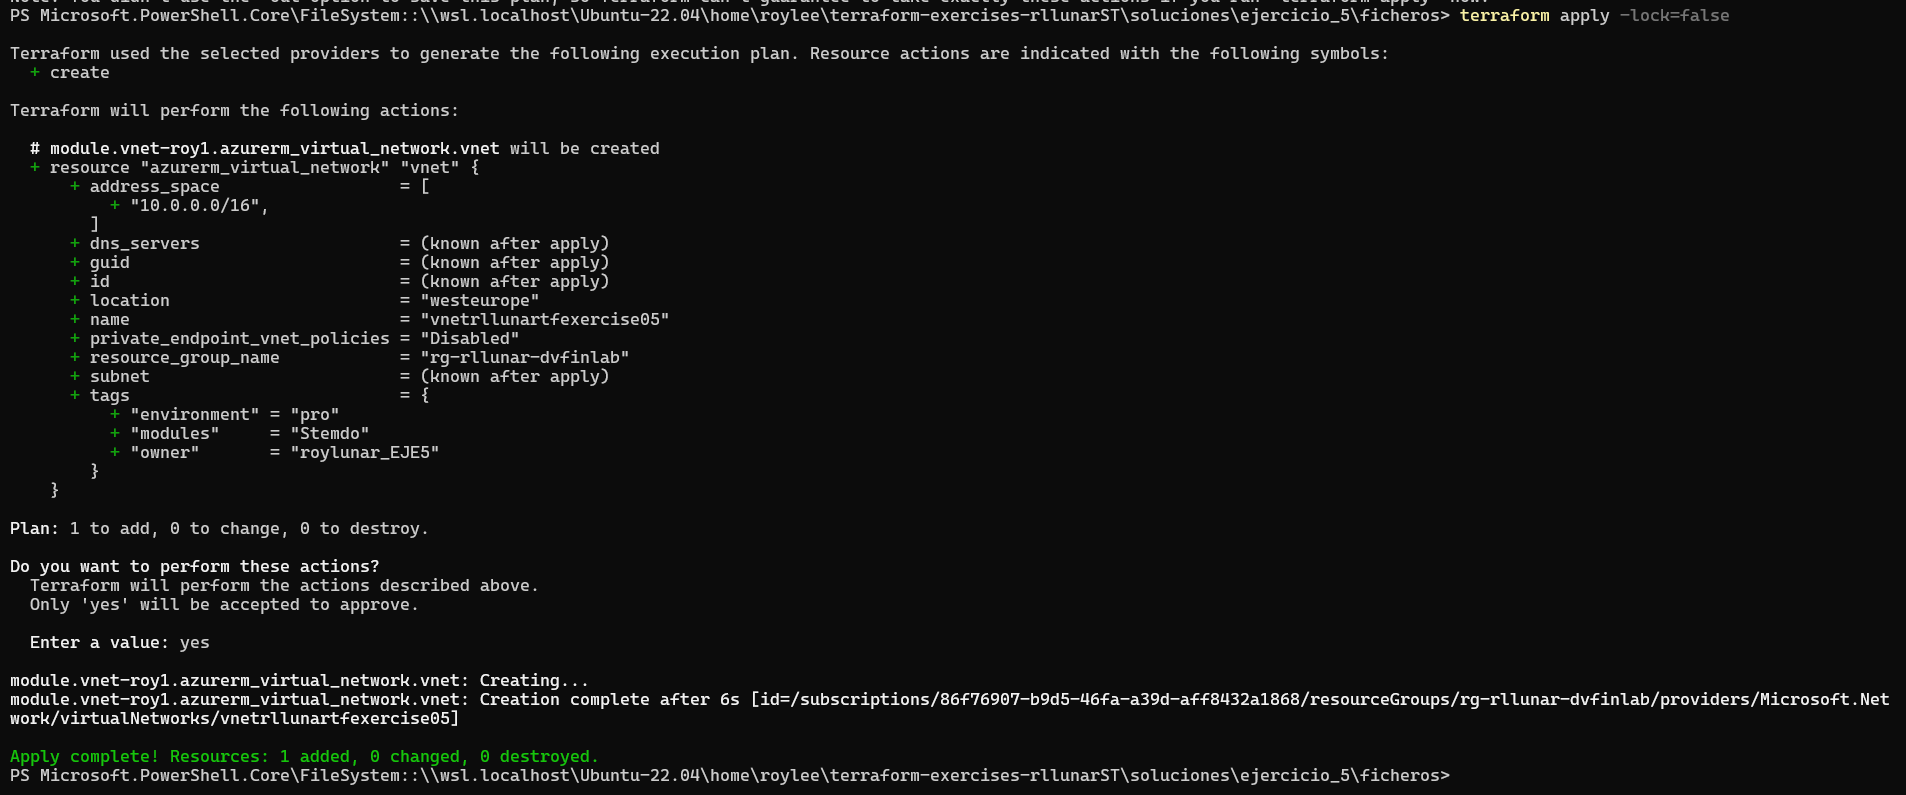 PS Microsoft.PowerShell.Core\FileSystem::\\wsl.localhost\Ubuntu-22.04\home\roylee\terraform-exercises-rllunarST\soluciones\ejercicio_5\ficheros> terraform apply -lock=false
Terraform used the selected providers to generate the following execution plan. Resource actions are indicated with the following symbols:
+ create
Terraform will perform the following actions:
# module.vnet-roy1.azurerm_virtual_network.vnet will be created
+ resource "azurerm_virtual_network" "vnet" {
+ address_space = [
+ "10.0.0.0/16",
]
+ dns_servers = (known after apply)
+ guid = (known after apply)
+ id = (known after apply)
+ location = "westeurope"
+ name = "vnetrllunartfexercise05"
+ private_endpoint_vnet_policies = "Disabled"
+ resource_group_name = "rg-rllunar-dvfinlab"
+ subnet = (known after apply)
+ tags = {
+ "environment" = "pro"
+ "modules" = "Stemdo"
+ "owner" = "roylunar_EJE5"
}
}
Plan: 1 to add, 0 to change, 0 to destroy.
Do you want to perform these actions?
Terraform will perform the actions described above.
Only 'yes' will be accepted to approve.
Enter a value: yes
module.vnet-roy1.azurerm_virtual_network.vnet: Creating...
module.vnet-roy1.azurerm_virtual_network.vnet: Creation complete after 6s [id=/subscriptions/86f76907-b9d5-46fa-a39d-aff8432a1868/resourceGroups/rg-rllunar-dvfinlab/providers/Microsoft.Net
work/virtualNetworks/vnetrllunartfexercise05]
Apply complete! Resources: 1 added, 0 changed, 0 destroyed.
PS Microsoft.PowerShell.Core\FileSystem::\\wsl.localhost\Ubuntu-22.04\home\roylee\terraform-exercises-rllunarST\soluciones\ejercicio_5\ficheros>